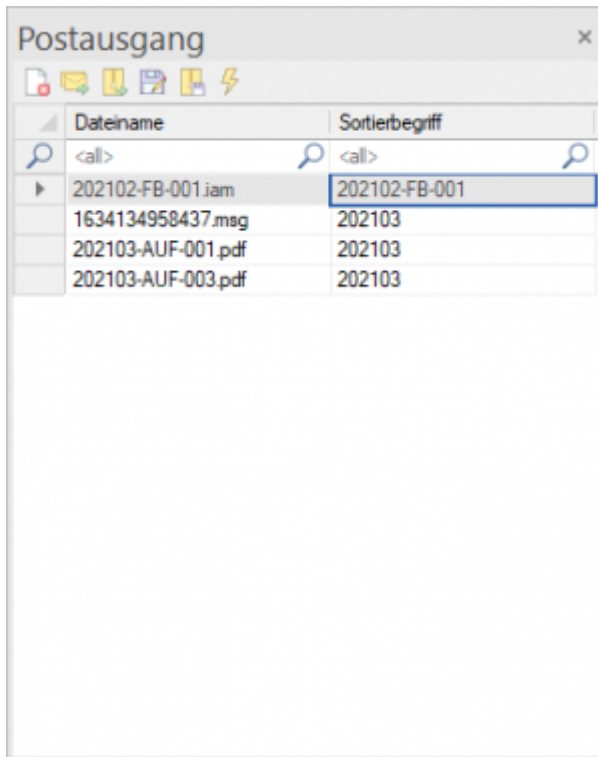 Postausgang
Dateiname Sortierbegriff
<all> <all>
202102-FB-001.iam 202102-FB-001
1634134958437.msg 202103
202103-AUF-001.pdf 202103
202103-AUF-003.pdf 202103